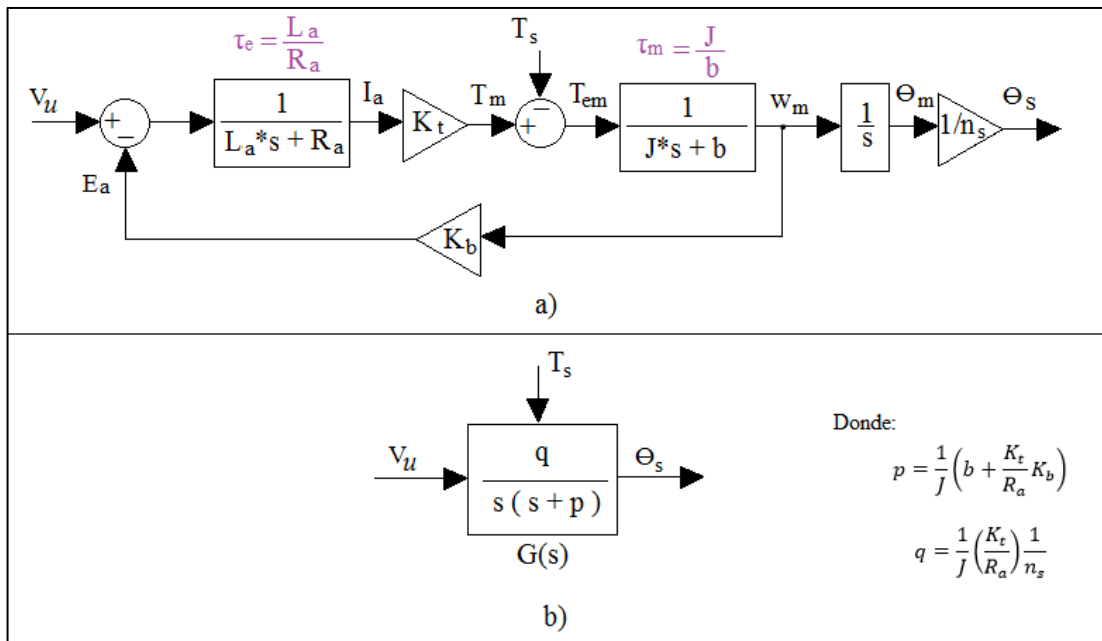 τe = La / Ra
Ts
τm = J / b
Vu
+
−
1 / La*s + Ra
Ia
Kt
Tm
−
+
Tem
1 / J*s + b
wm
1 / s
Θm
1/ns
ΘS
Ea
Kb
a)
Ts
Vu
q / s ( s + p )
Θs
G(s)
Donde:
p = 1/J (b + Kt/Ra Kb)
q = 1/J (Kt/Ra) 1/ns
b)